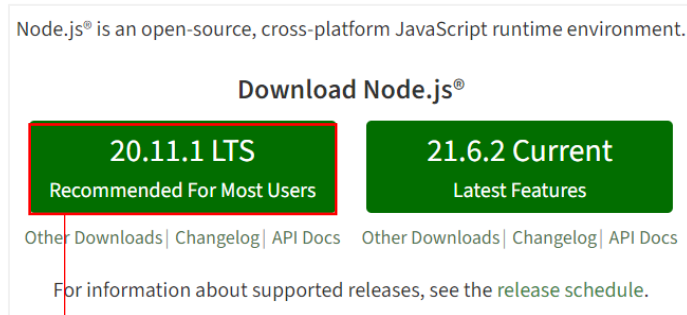 Node.js® is an open-source, cross-platform JavaScript runtime environment.
Download Node.js®
20.11.1 LTS
Recommended For Most Users
21.6.2 Current
Latest Features
Other Downloads | Changelog | API Docs
Other Downloads | Changelog | API Docs
For information about supported releases, see the release schedule.